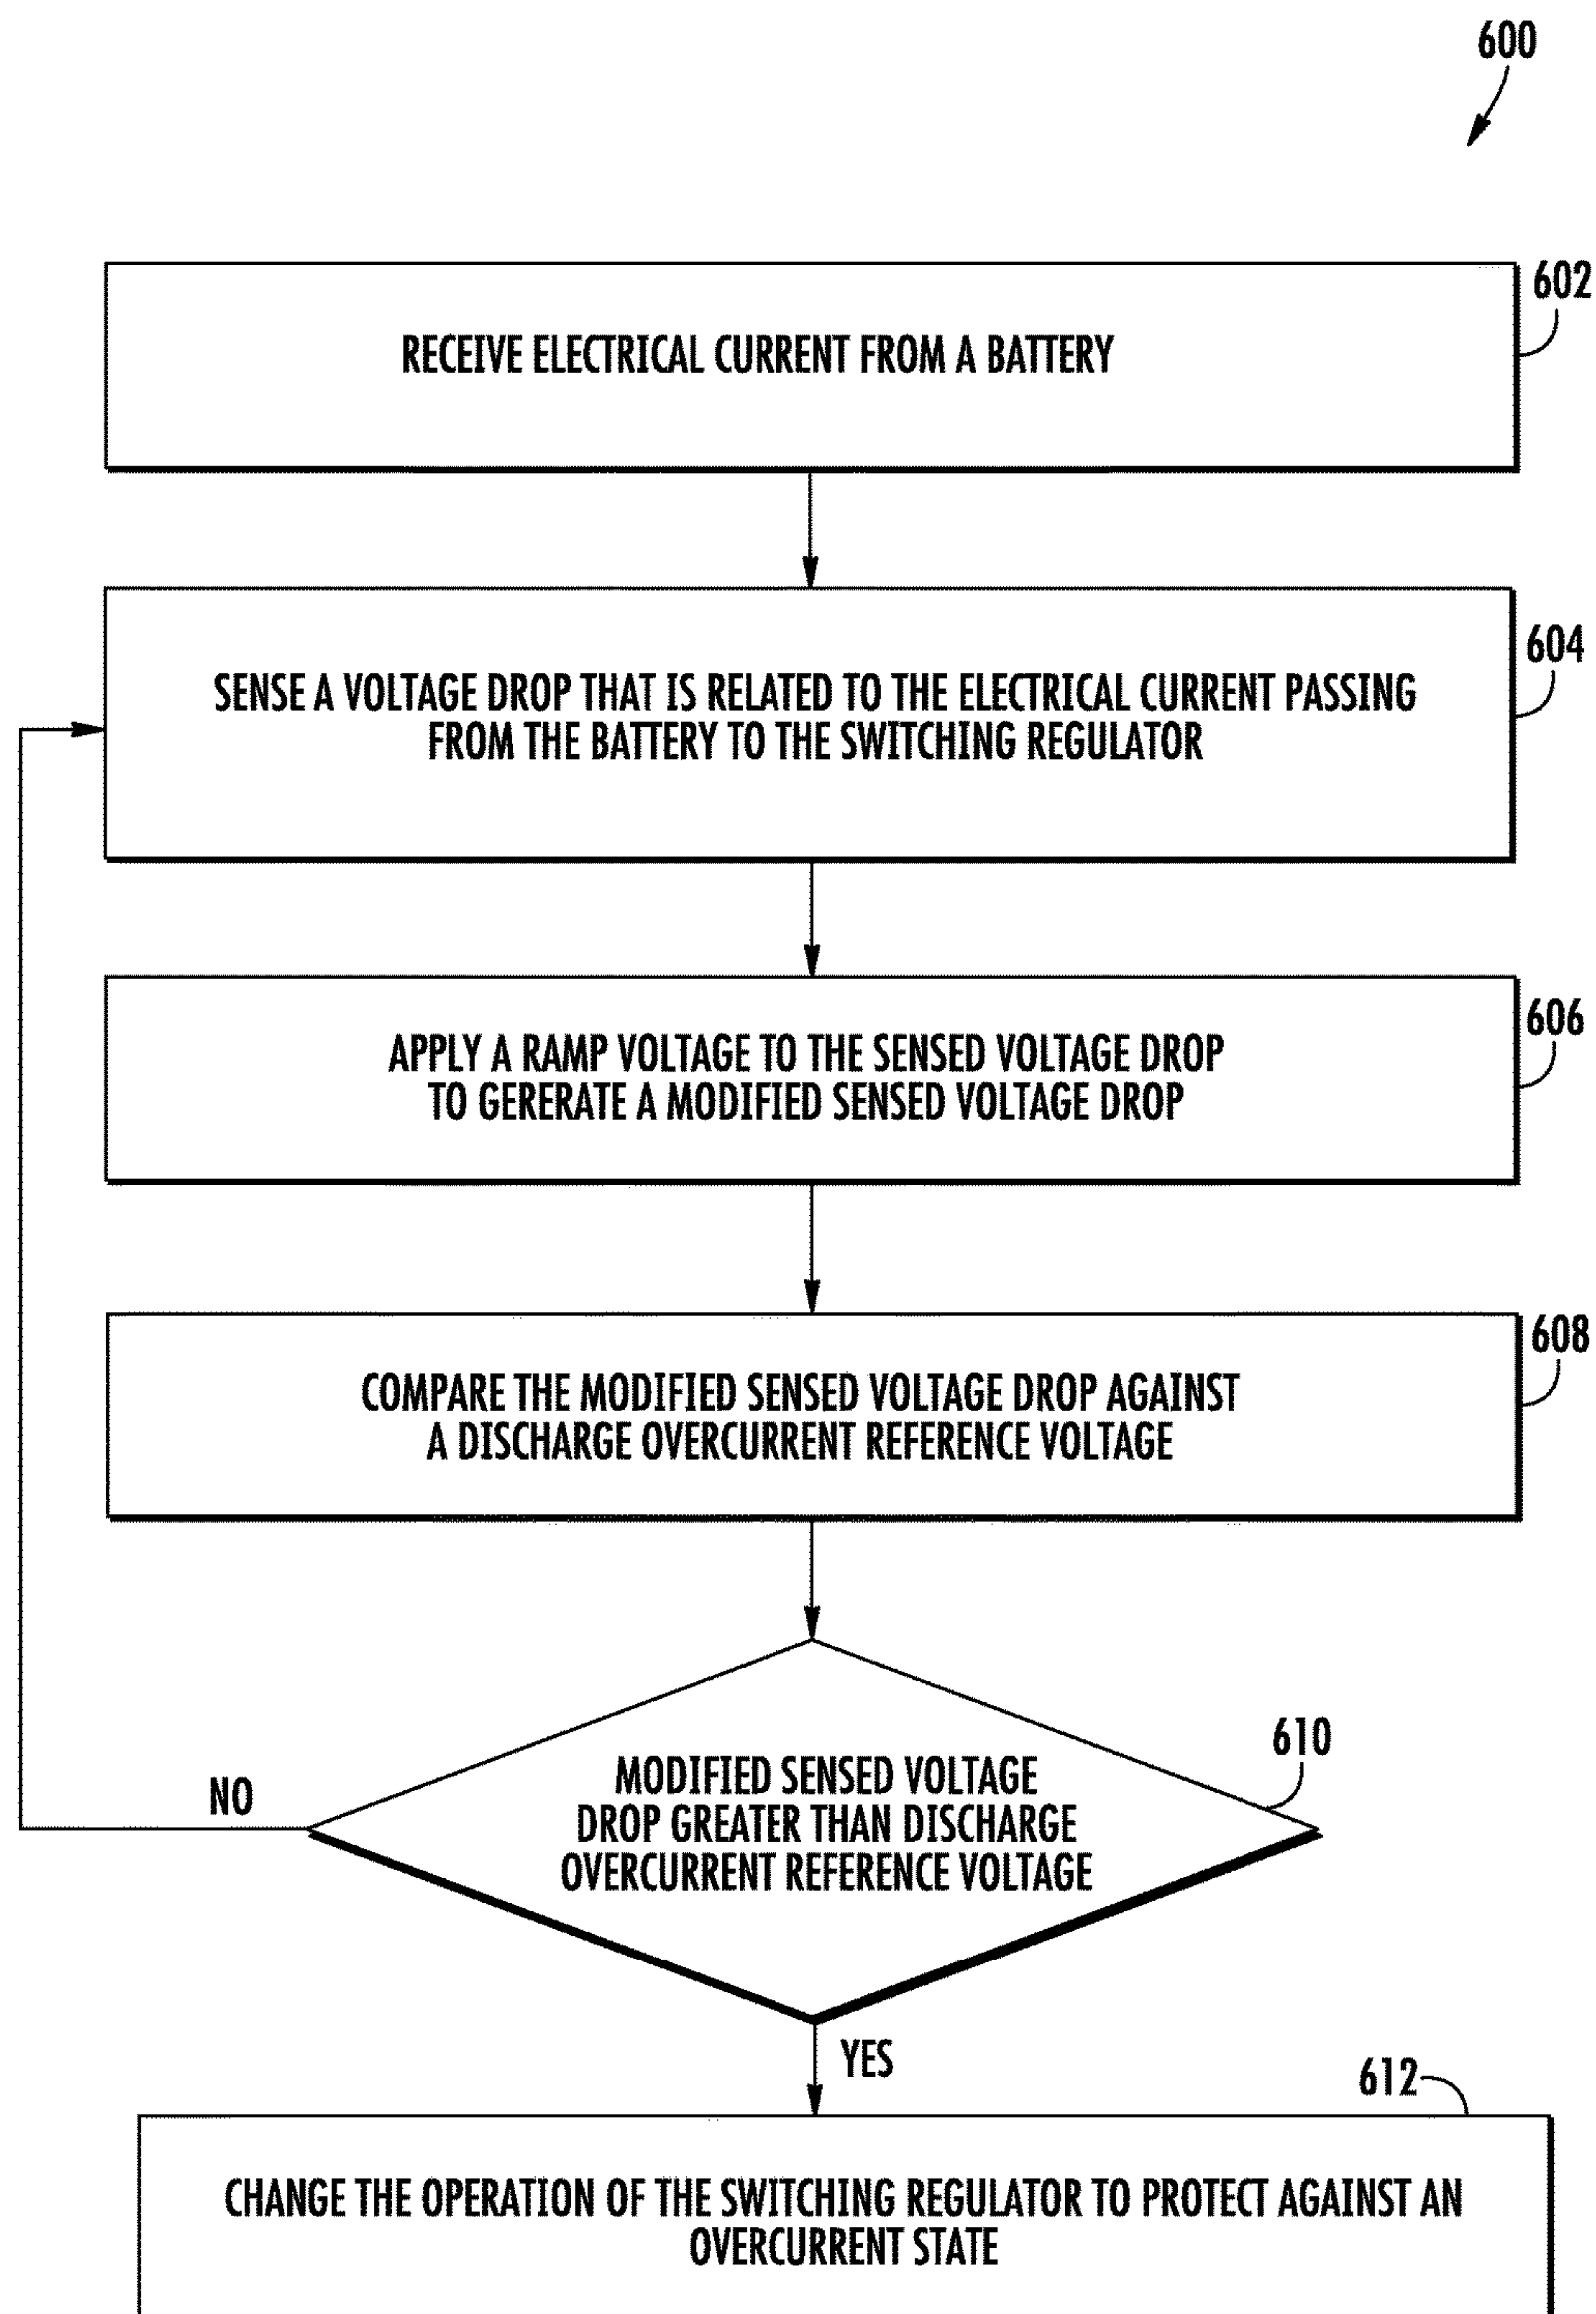 600
602
RECEIVE ELECTRICAL CURRENT FROM A BATTERY
604
SENSE A VOLTAGE DROP THAT IS RELATED TO THE ELECTRICAL CURRENT PASSING
FROM THE BATTERY TO THE SWITCHING REGULATOR
606
APPLY A RAMP VOLTAGE TO THE SENSED VOLTAGE DROP
TO GERERATE A MODIFIED SENSED VOLTAGE DROP
608
COMPARE THE MODIFIED SENSED VOLTAGE DROP AGAINST
A DISCHARGE OVERCURRENT REFERENCE VOLTAGE
610
NO
MODIFIED SENSED VOLTAGE
DROP GREATER THAN DISCHARGE
OVERCURRENT REFERENCE VOLTAGE
YES
612
CHANGE THE OPERATION OF THE SWITCHING REGULATOR TO PROTECT AGAINST AN
OVERCURRENT STATE